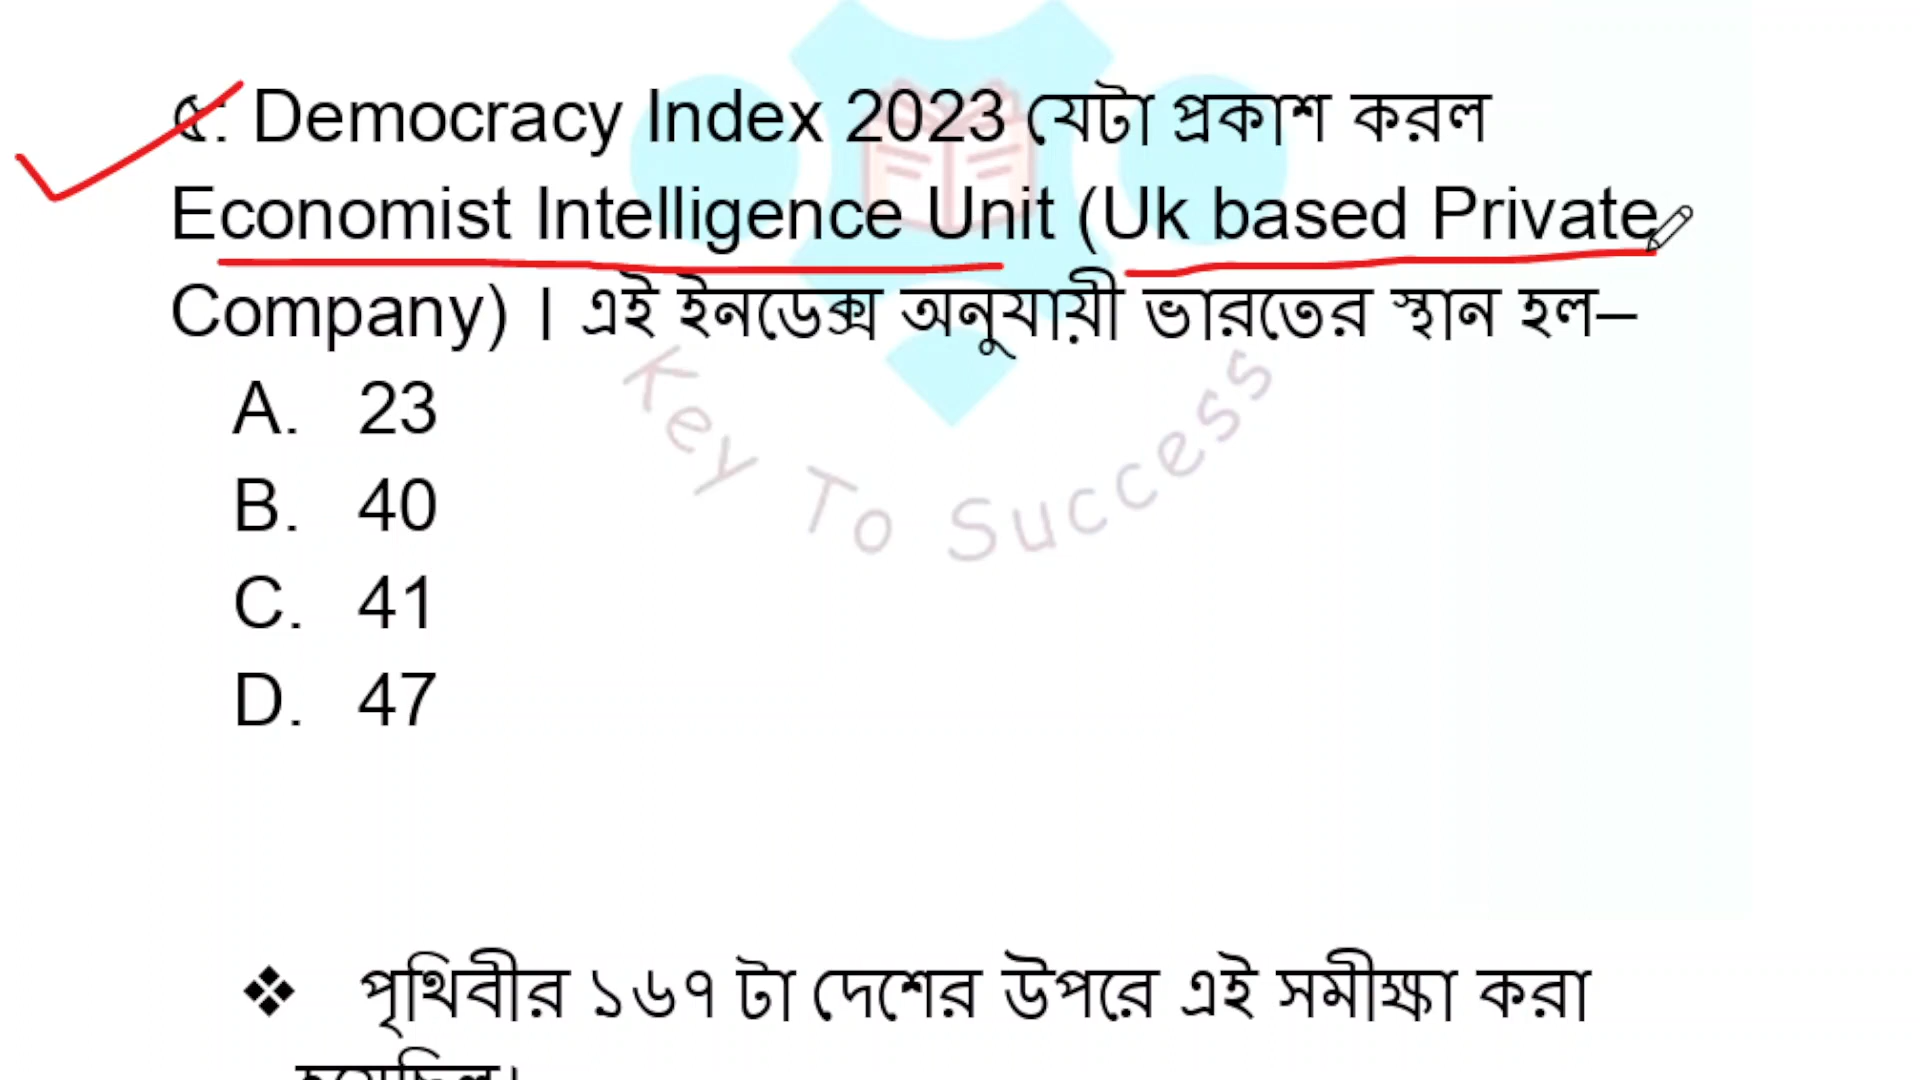 ৫. Democracy Index 2023 যেটা প্রকাশ করল
Economist Intelligence Unit (Uk based Private
Company) । এই ইনডেক্স অনুযায়ী ভারতের স্থান হল–
A. 23
B. 40
C. 41
D. 47
Key To Success
❖ পৃথিবীর ১৬৭ টা দেশের উপরে এই সমীক্ষা করা